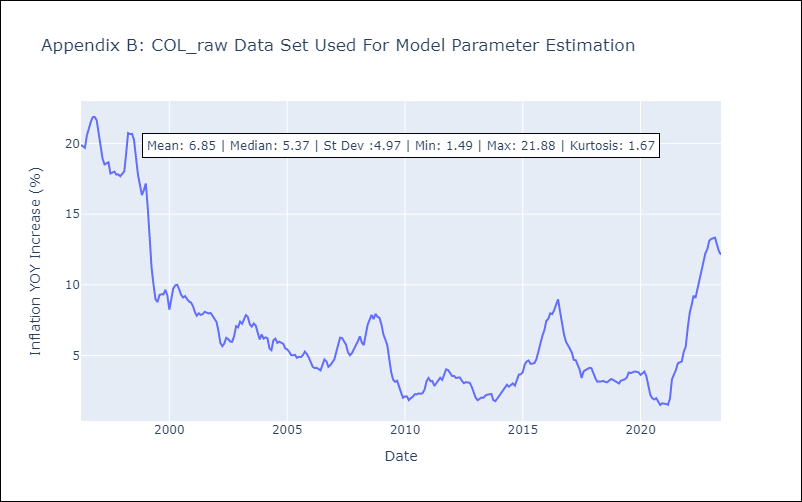 Appendix B: COL_raw Data Set Used For Model Parameter Estimation
Mean: 6.85 | Median: 5.37 | St Dev :4.97 | Min: 1.49 | Max: 21.88 | Kurtosis: 1.67
20
15
10
5
Inflation YOY Increase (%)
2000 2005 2010 2015 2020
Date